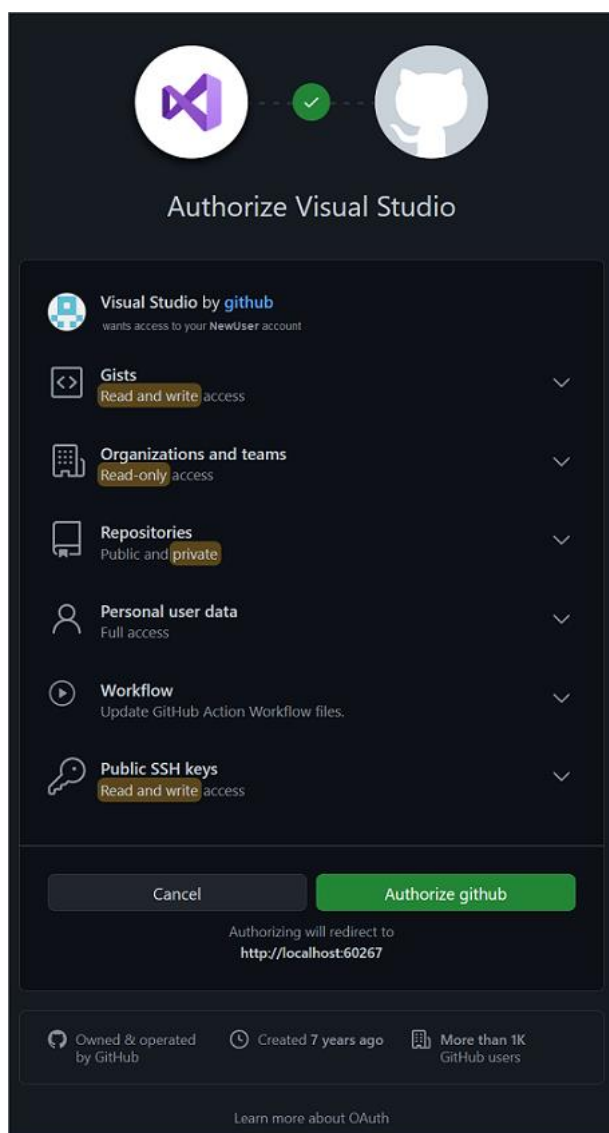 Authorize Visual Studio
Visual Studio by github
wants access to your NewUser account
Gists
Read and write access
Organizations and teams
Read-only access
Repositories
Public and private
Personal user data
Full access
Workflow
Update GitHub Action Workflow files.
Public SSH keys
Read and write access
Cancel
Authorize github
Authorizing will redirect to
http://localhost:60267
Owned & operated
by GitHub
Created 7 years ago
More than 1K
GitHub users
Learn more about OAuth